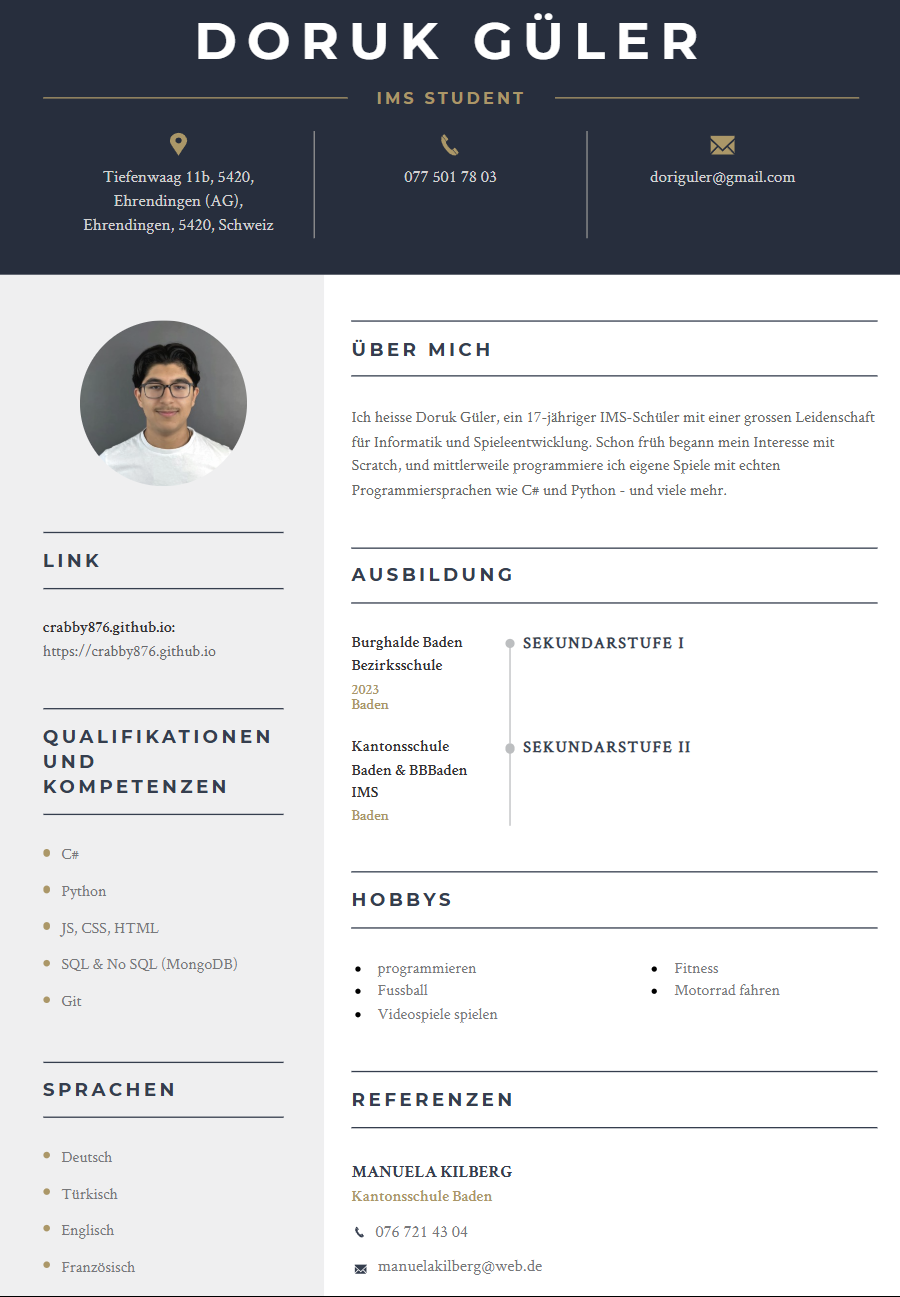 DORUK GÜLER
IMS STUDENT
Tiefenwaag 11b, 5420,
Ehrendingen (AG),
Ehrendingen, 5420, Schweiz
077 501 78 03
doriguler@gmail.com
LINK
crabby876.github.io:
https://crabby876.github.io
QUALIFIKATIONEN
UND
KOMPETENZEN
C#
Python
JS, CSS, HTML
SQL & No SQL (MongoDB)
Git
SPRACHEN
Deutsch
Türkisch
Englisch
Französisch
ÜBER MICH
Ich heisse Doruk Güler, ein 17-jähriger IMS-Schüler mit einer grossen Leidenschaft
für Informatik und Spieleentwicklung. Schon früh begann mein Interesse mit
Scratch, und mittlerweile programmiere ich eigene Spiele mit echten
Programmiersprachen wie C# und Python - und viele mehr.
AUSBILDUNG
Burghalde Baden
Bezirksschule
2023
Baden
SEKUNDARSTUFE I
Kantonsschule
Baden & BBBaden
IMS
Baden
SEKUNDARSTUFE II
HOBBYS
programmieren
Fussball
Videospiele spielen
Fitness
Motorrad fahren
REFERENZEN
MANUELA KILBERG
Kantonsschule Baden
076 721 43 04
manuelakilberg@web.de